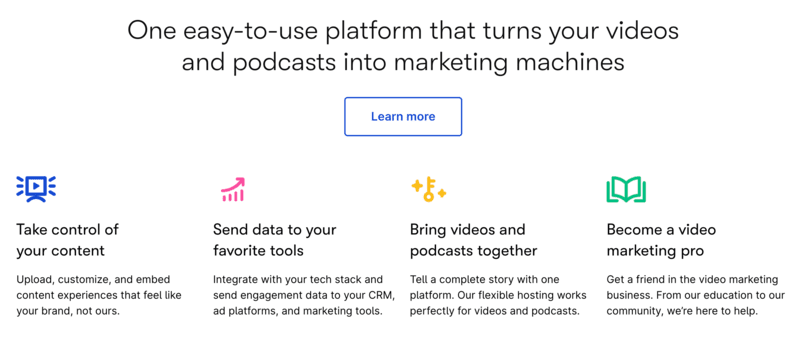 One easy-to-use platform that turns your videos
and podcasts into marketing machines
Learn more
Take control of
your content
Upload, customize, and embed
content experiences that feel like
your brand, not ours.
Send data to your
favorite tools
Integrate with your tech stack and
send engagement data to your CRM,
ad platforms, and marketing tools.
Bring videos and
podcasts together
Tell a complete story with one
platform. Our flexible hosting works
perfectly for videos and podcasts.
Become a video
marketing pro
Get a friend in the video marketing
business. From our education to our
community, we’re here to help.